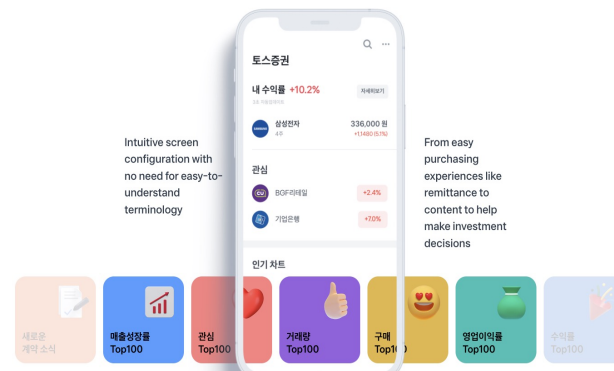 토스증권
내 수익률 +10.2%
자세히보기
삼성전자
4주
336,000 원
+1,1480 (5.1%)
Intuitive screen
configuration with
no need for easy-to-
understand
terminology
From easy
purchasing
experiences like
remittance to
content to help
make investment
decisions
관심
CU
BGF리테일
+2.4%
기업은행
+7.0%
인기 차트
새로운
계약 소식
매출성장률
Top100
관심
Top100
거래량
Top100
구매
Top100
영업이익률
Top100
수익률
Top100